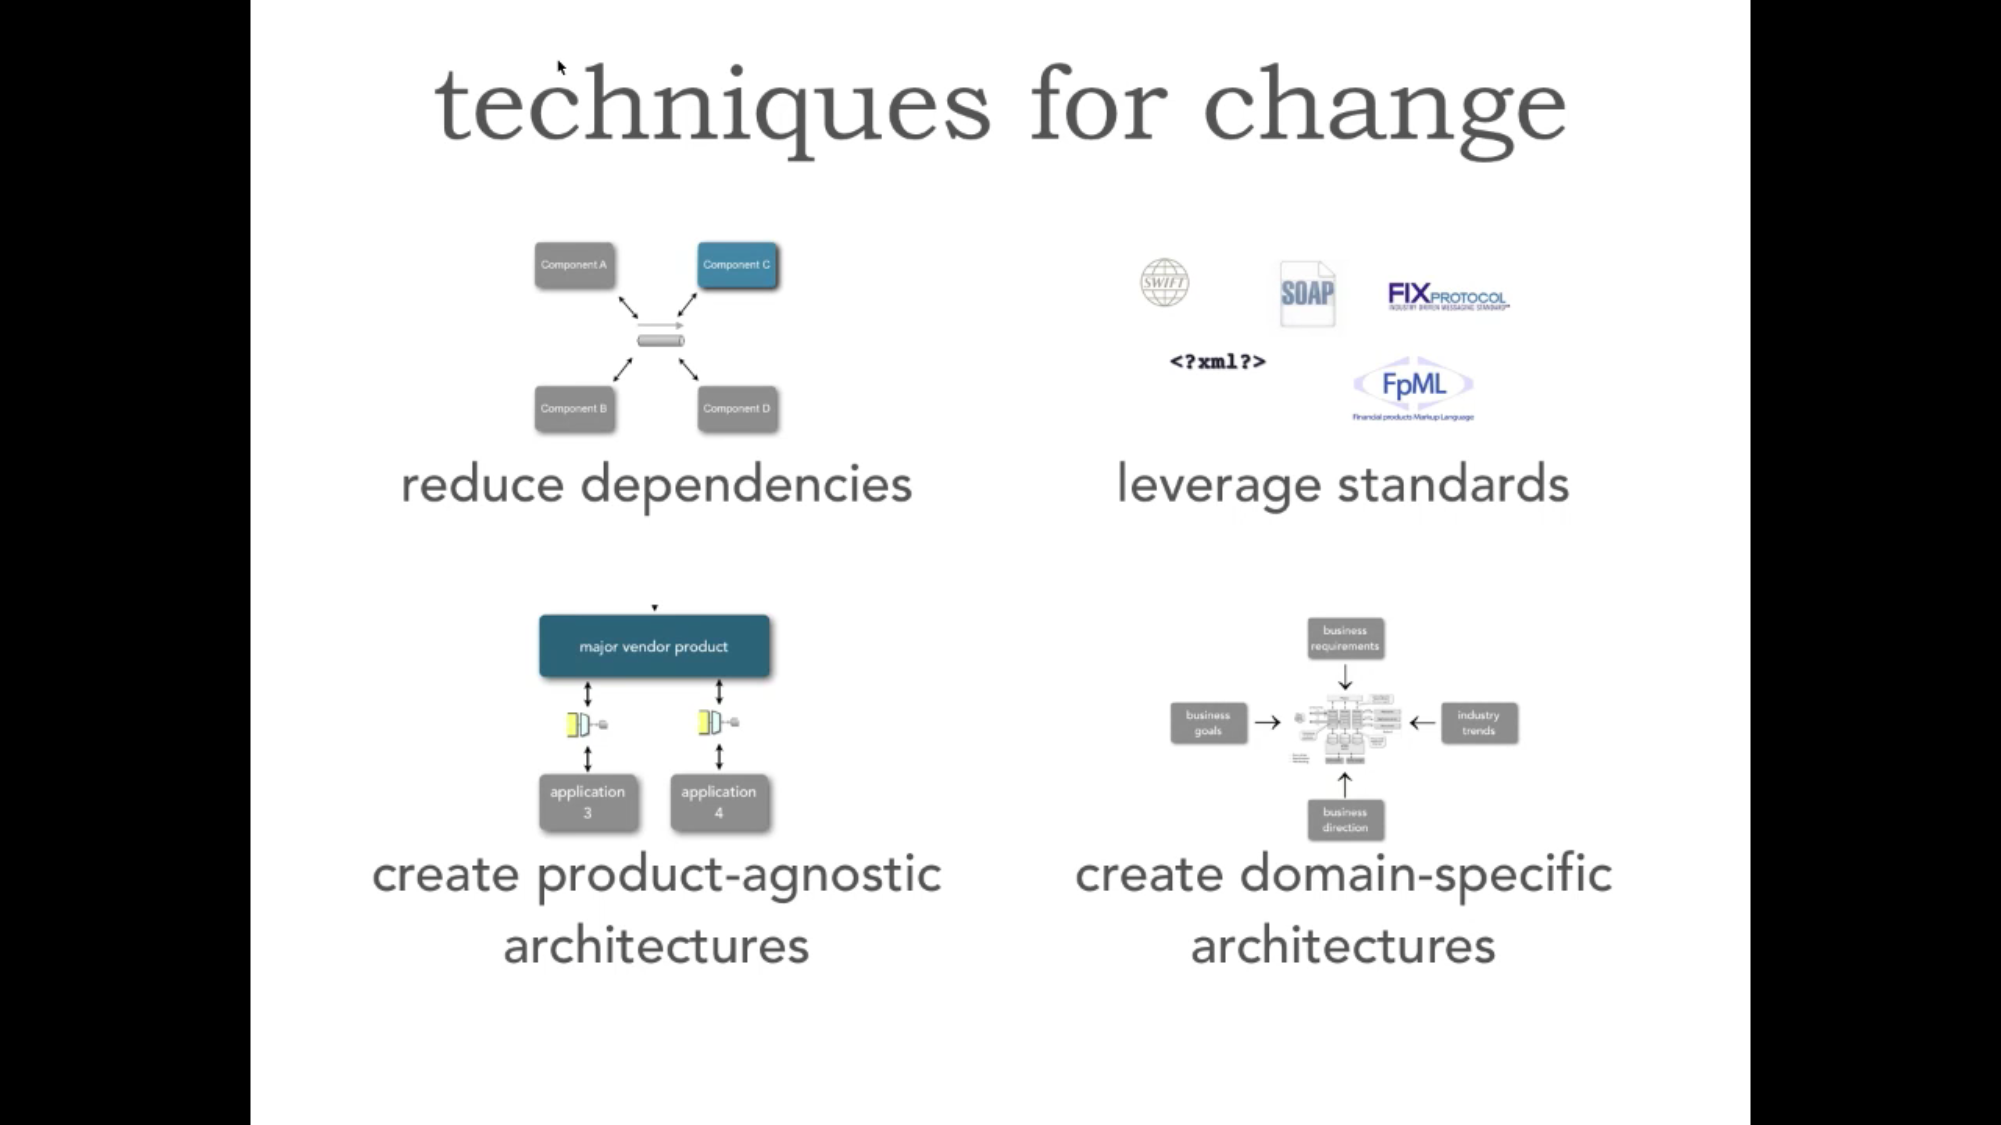 techniques for change
Component A
Component C
Component B
Component D
reduce dependencies
SWIFT
SOAP
FIXPROTOCOL
INDUSTRY DRIVEN MESSAGING STANDARD
<?xml?>
FpML
Financial products Markup Language
leverage standards
major vendor product
application
3
application
4
create product-agnostic
architectures
business
requirements
business
goals
industry
trends
business
direction
create domain-specific
architectures